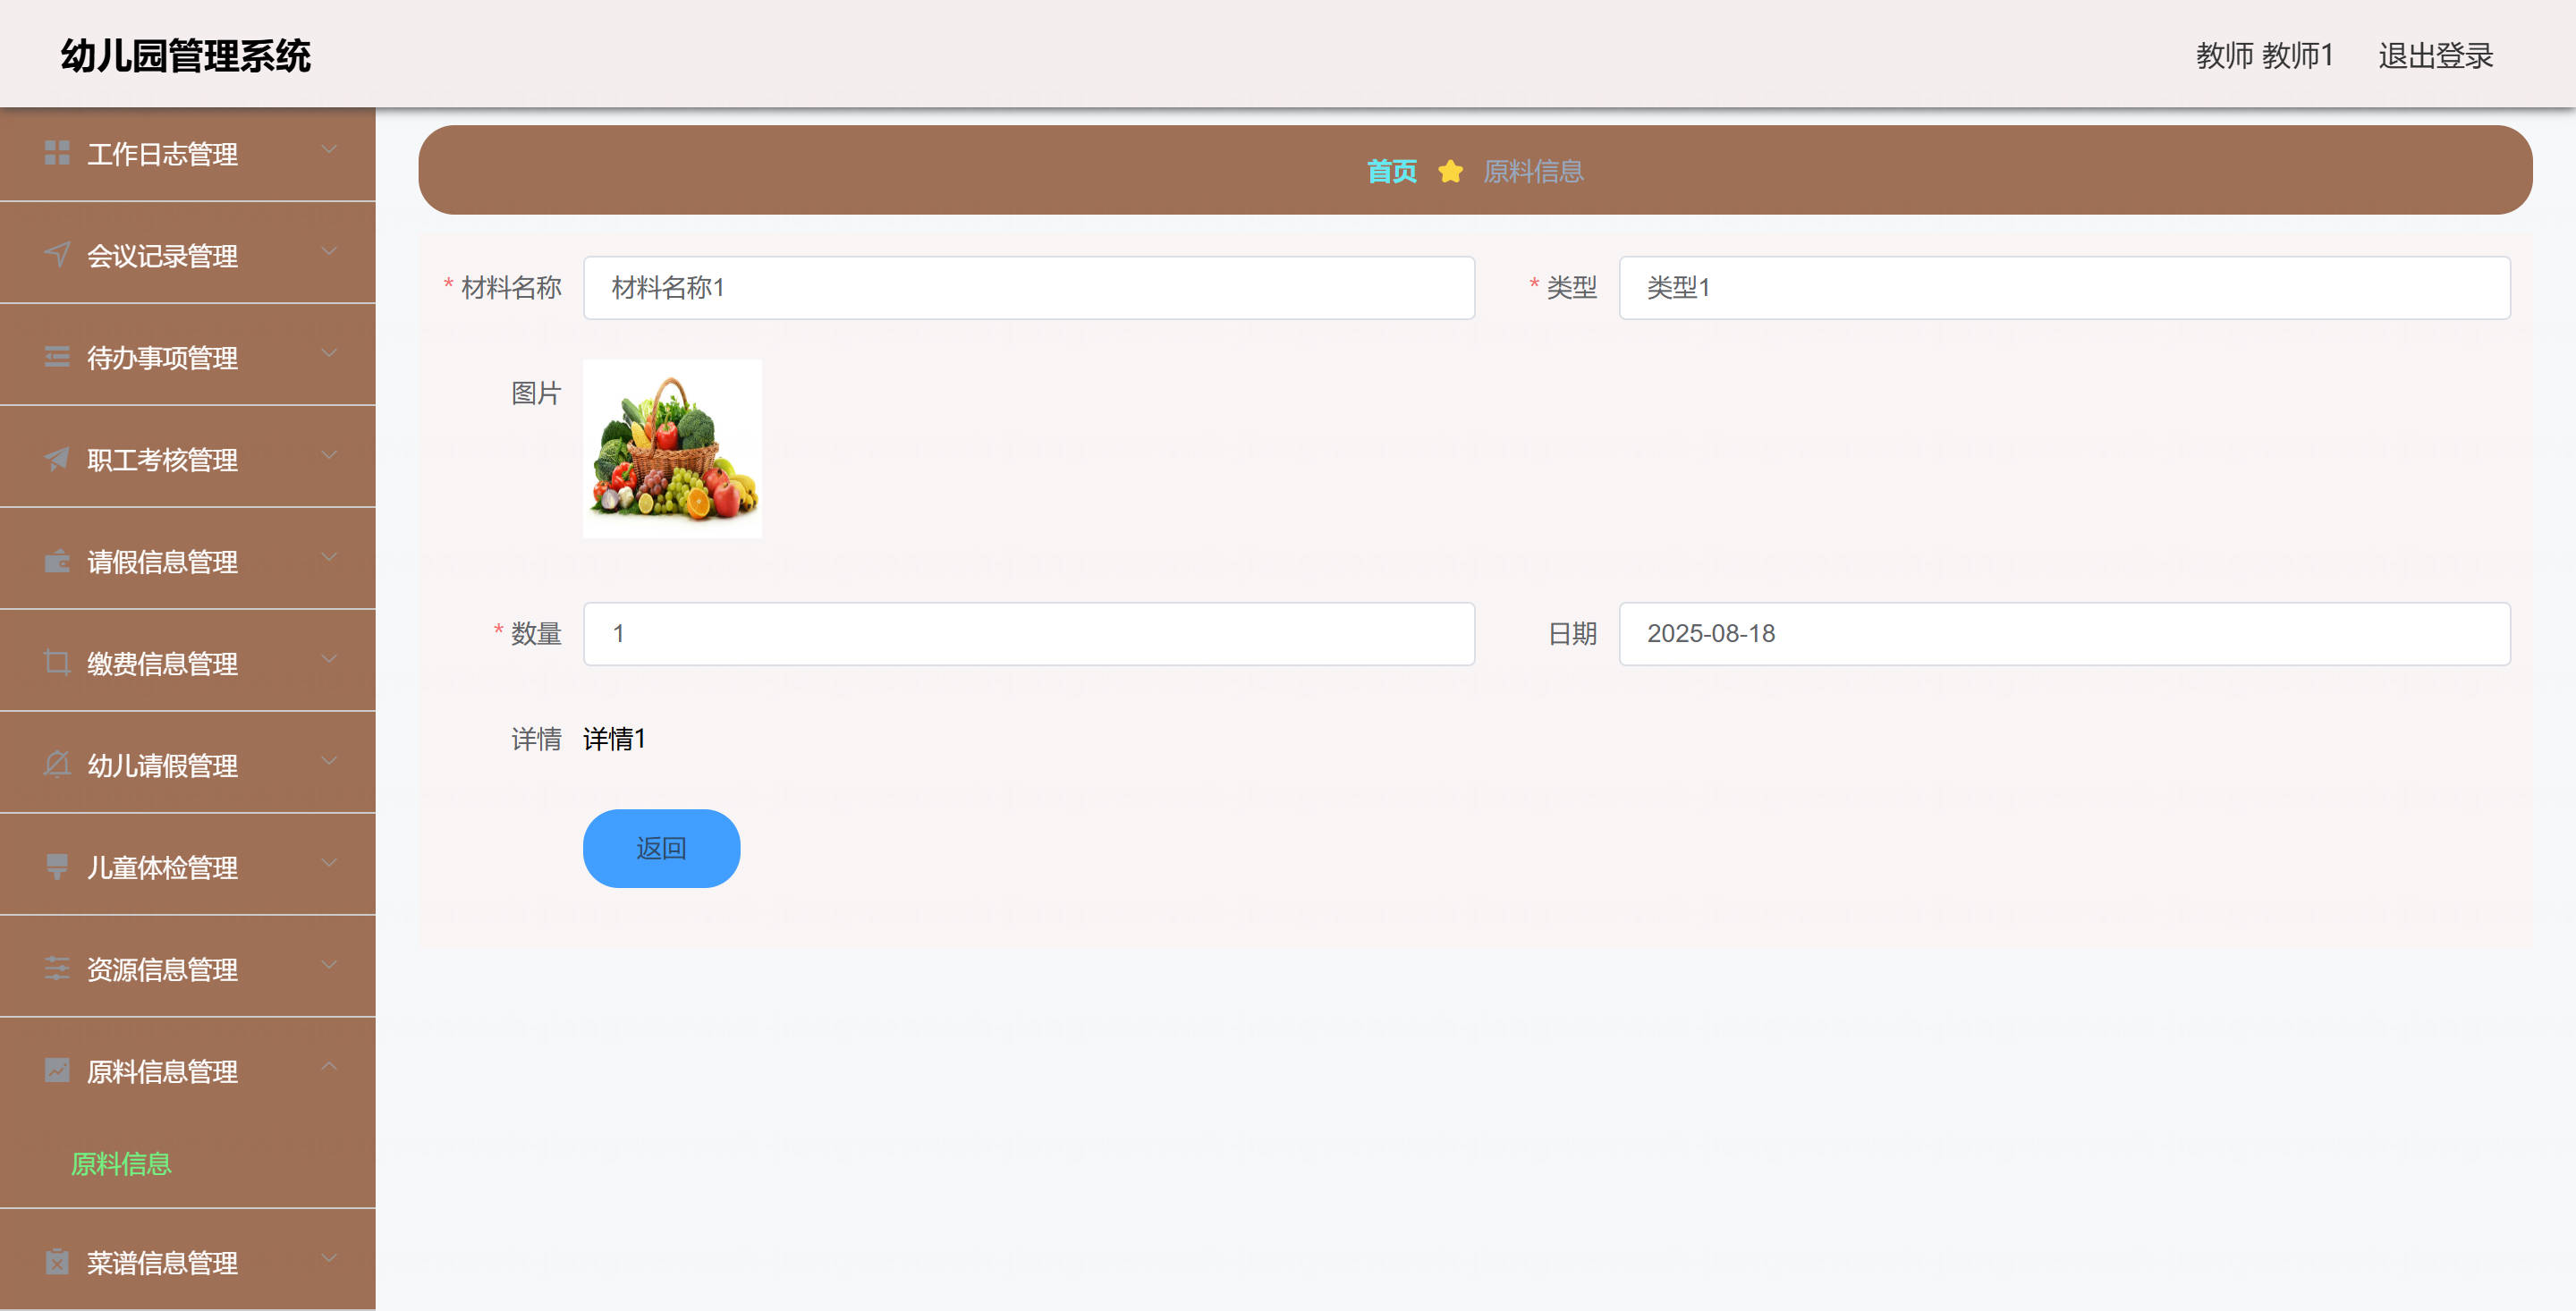 幼儿园管理系统
教师 教师1 退出登录
工作日志管理
会议记录管理
待办事项管理
职工考核管理
请假信息管理
缴费信息管理
幼儿请假管理
儿童体检管理
资源信息管理
原料信息管理
原料信息
菜谱信息管理
首页 原料信息
* 材料名称 材料名称1 * 类型 类型1
图片
* 数量 1 日期 2025-08-18
详情 详情1
返回